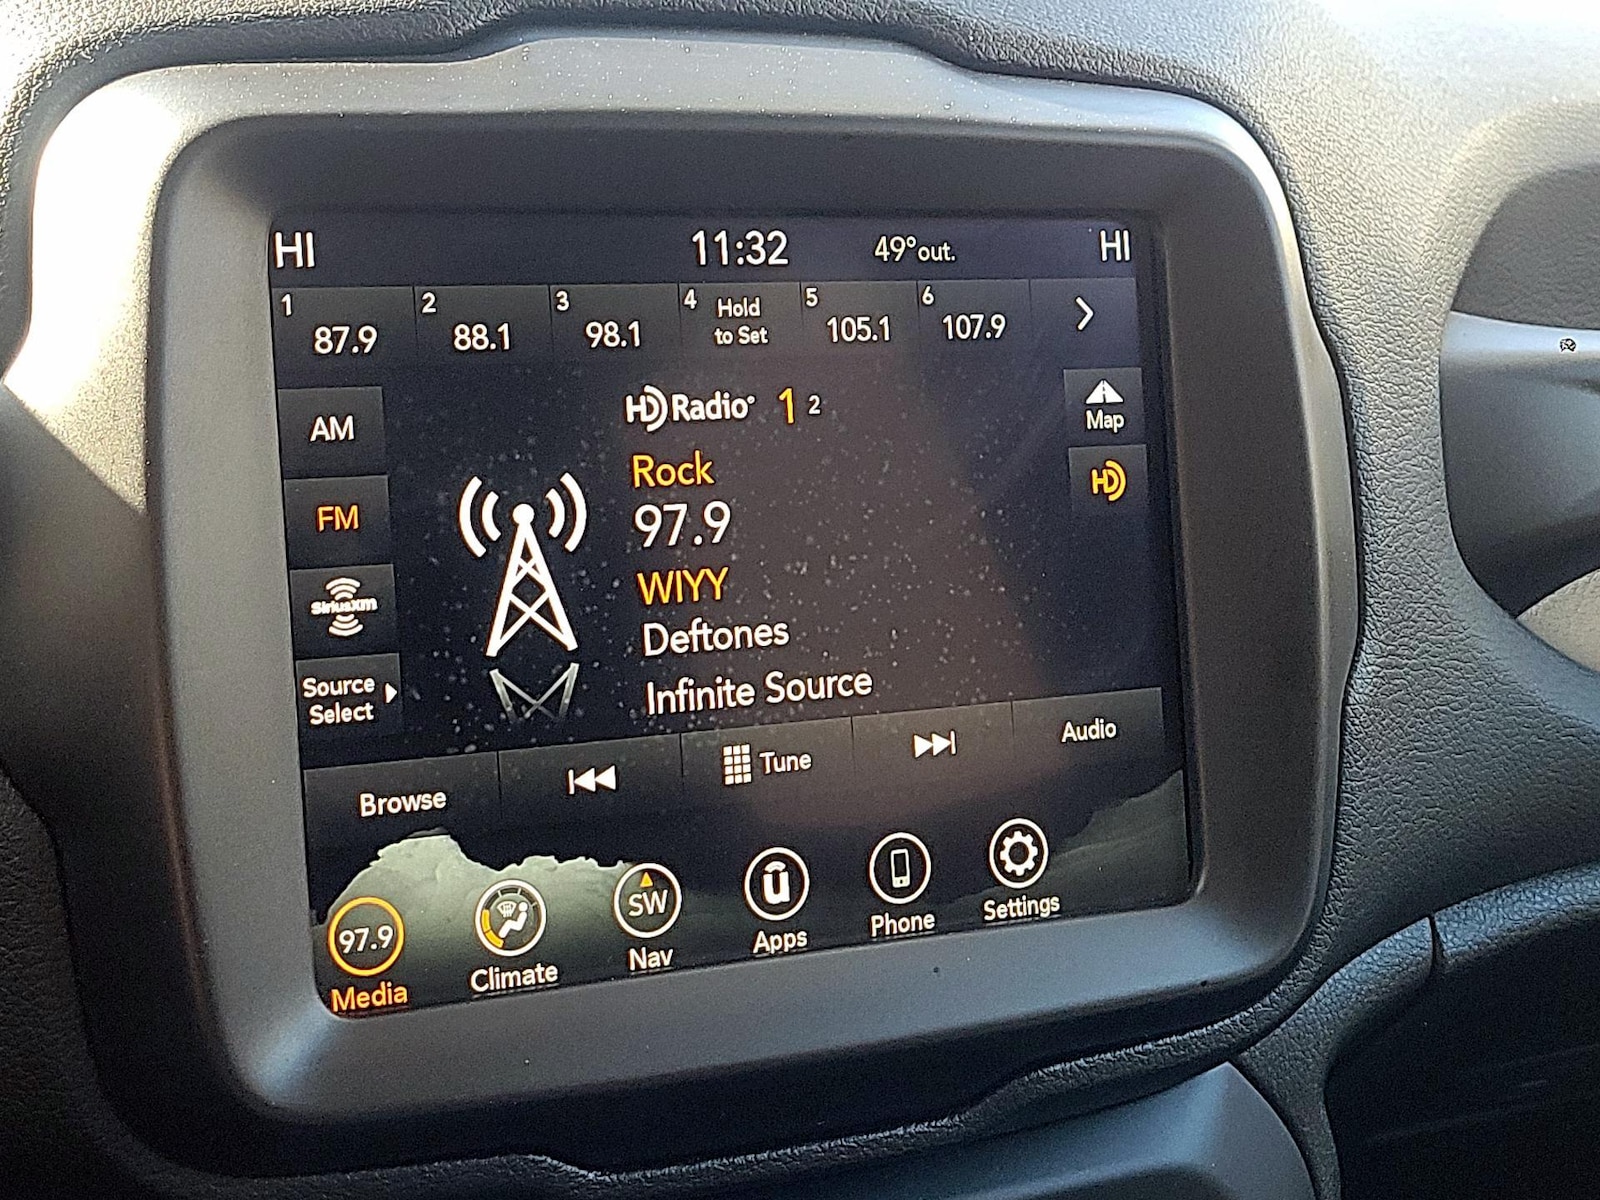 HI 11:32 49°out. HI
1 87.9 2 88.1 3 98.1 4 Hold to Set 5 105.1 6 107.9
HD Radio 1 2
AM
Map
Rock
HD
FM
97.9
WIYY
SiriusXM
Deftones
Source Select
Infinite Source
Browse Tune Audio
97.9 SW u
Media Climate Nav Apps Phone Settings